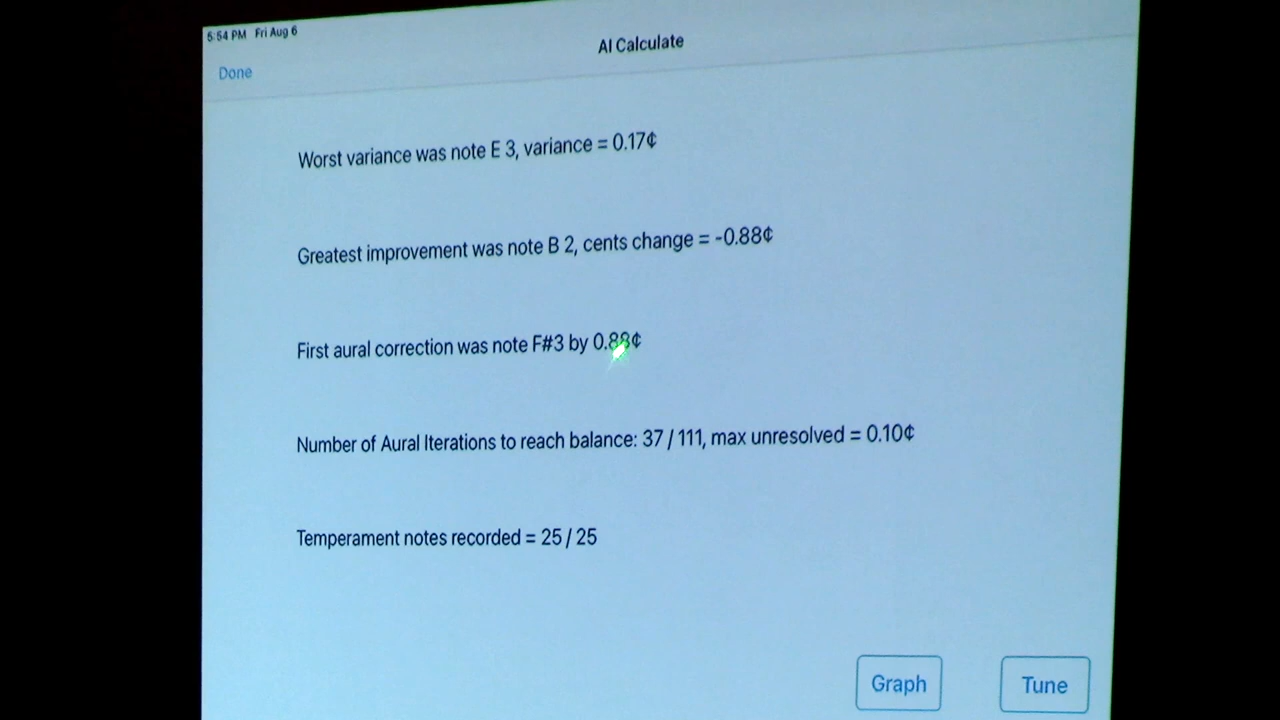 5:54 PM Fri Aug 6
AI Calculate
Done
Worst variance was note E 3, variance = 0.17¢
Greatest improvement was note B 2, cents change = -0.88¢
First aural correction was note F#3 by 0.88¢
Number of Aural Iterations to reach balance: 37 / 111, max unresolved = 0.10¢
Temperament notes recorded = 25 / 25
Graph
Tune